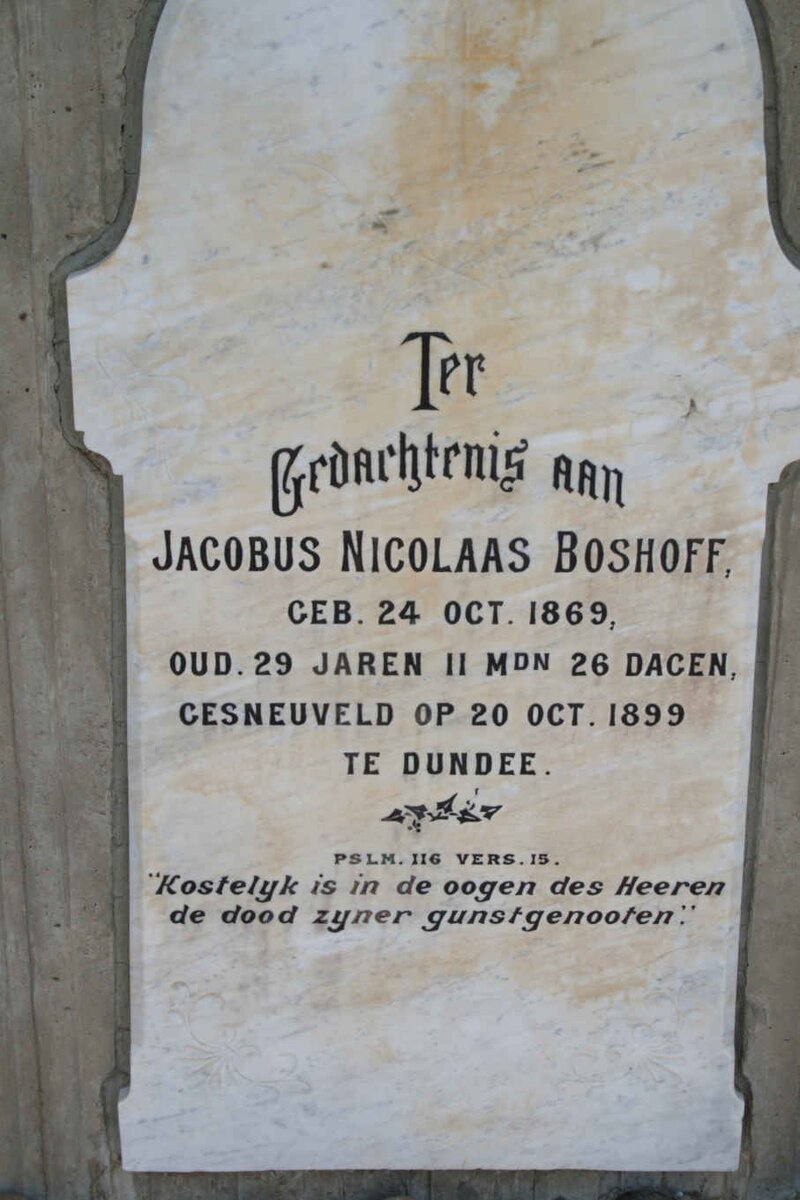 Ter
Gedachtenis aan
JACOBUS NICOLAAS BOSHOFF,
GEB. 24 OCT. 1869,
OUD. 29 JAREN 11 MDN 26 DAGEN,
GESNEUVELD OP 20 OCT. 1899
TE DUNDEE.
PSLM. 116 VERS. 15.
"Kostelyk is in de oogen des Heeren
de dood zyner gunstgenooten."